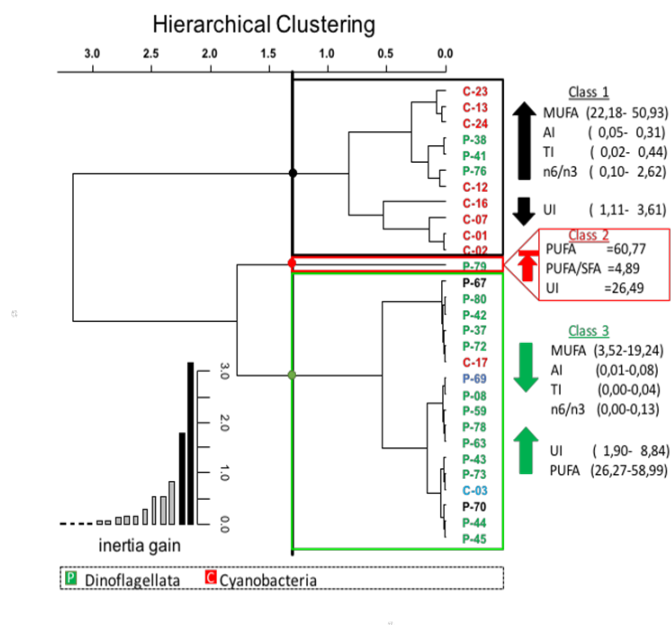 Hierarchical Clustering
3.0 2.5 2.0 1.5 1.0 0.5 0.0
C-23
C-13
C-24
P-38
P-41
P-76
C-12
C-16
C-07
C-01
C-02
P-79
P-67
P-80
P-42
P-37
P-72
C-17
P-69
P-08
P-59
P-78
P-63
P-43
P-73
C-03
P-70
P-44
P-45
Class 1
MUFA (22,18- 50,93)
AI ( 0,05- 0,31)
TI ( 0,02- 0,44)
n6/n3 ( 0,10- 2,62)
UI ( 1,11- 3,61)
Class 2
PUFA =60,77
PUFA/SFA =4,89
UI =26,49
Class 3
MUFA (3,52-19,24)
AI (0,01-0,08)
TI (0,00-0,04)
n6/n3 (0,00-0,13)
UI ( 1,90- 8,84)
PUFA (26,27-58,99)
3.0
2.0
1.0
0.0
inertia gain
P Dinoflagellata C Cyanobacteria